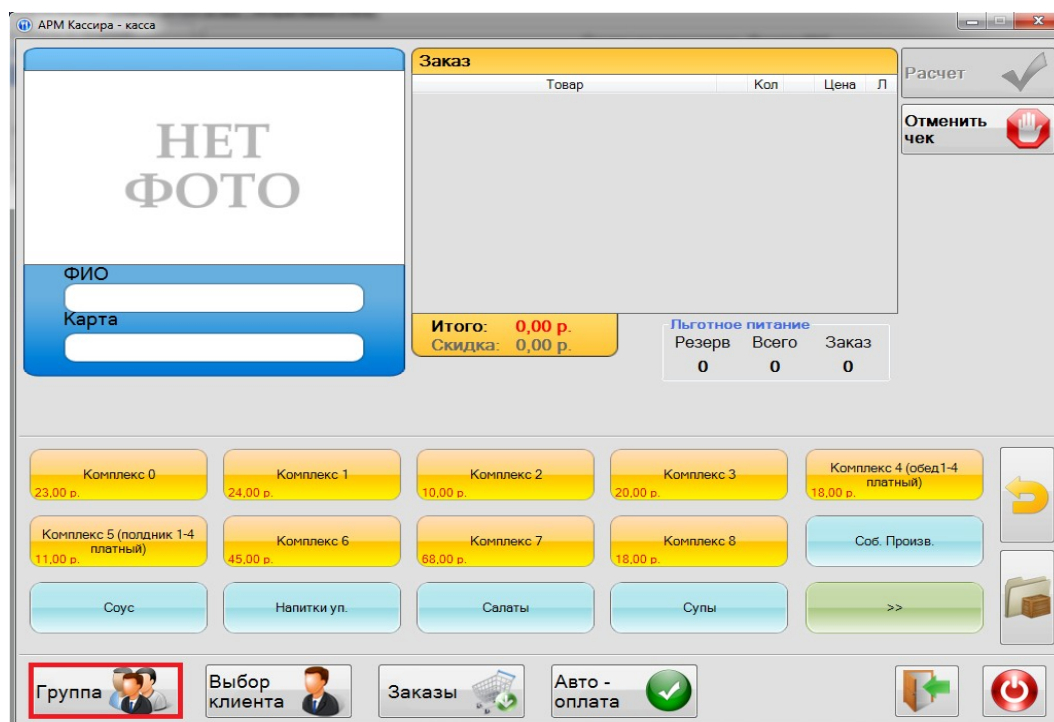 АРМ Кассира - касса
НЕТ
ФОТО
ФИО
Карта
Заказ
Товар Кол Цена Л
Итого: 0,00 р.
Скидка: 0,00 р.
Льготное питание
Резерв Всего Заказ
0 0 0
Расчет
Отменить
чек
Комплекс 0
23,00 р.
Комплекс 1
24,00 р.
Комплекс 2
10,00 р.
Комплекс 3
20,00 р.
Комплекс 4 (обед1-4
платный)
18,00 р.
Комплекс 5 (полдник 1-4
платный)
11,00 р.
Комплекс 6
45,00 р.
Комплекс 7
68,00 р.
Комплекс 8
18,00 р.
Соб. Произв.
Соус
Напитки уп.
Салаты
Супы
>>
Группа
Выбор
клиента
Заказы
Авто -
оплата